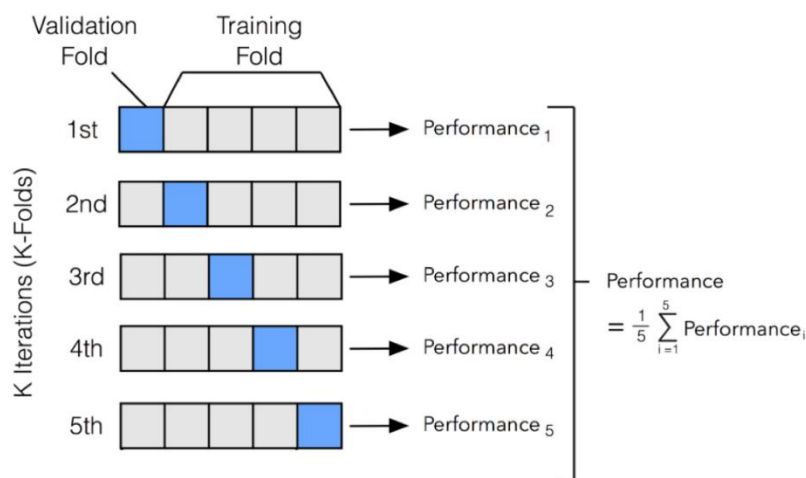 Validation
Fold
Training
Fold
K Iterations (K-Folds)
1st
Performance 1
2nd
Performance 2
3rd
Performance 3
4th
Performance 4
5th
Performance 5
Performance
= 1/5 5∑i=1 Performance i